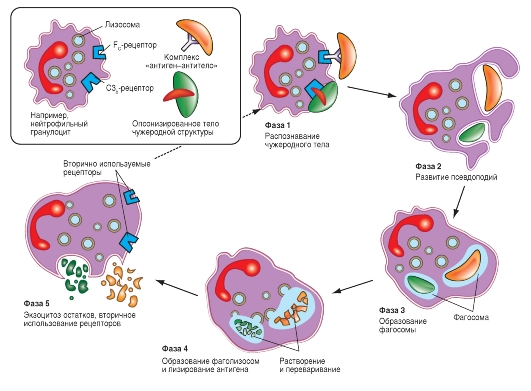 Лизосома
FC-рецептор
C3b-рецептор
Например,
нейтрофильный
гранулоцит
Комплекс
«антиген–антитело»
Опсонизированное тело
чужеродной структуры
Фаза 1
Распознавание
чужеродного тела
Фаза 2
Развитие псевдоподий
Фаза 3
Образование
фагосомы
Фагосома
Фаза 4
Образование фаголизосом
и лизирование антигена
Растворение
и переваривание
Вторично используемые
рецепторы
Фаза 5
Экзоцитоз остатков, вторичное
использование рецепторов